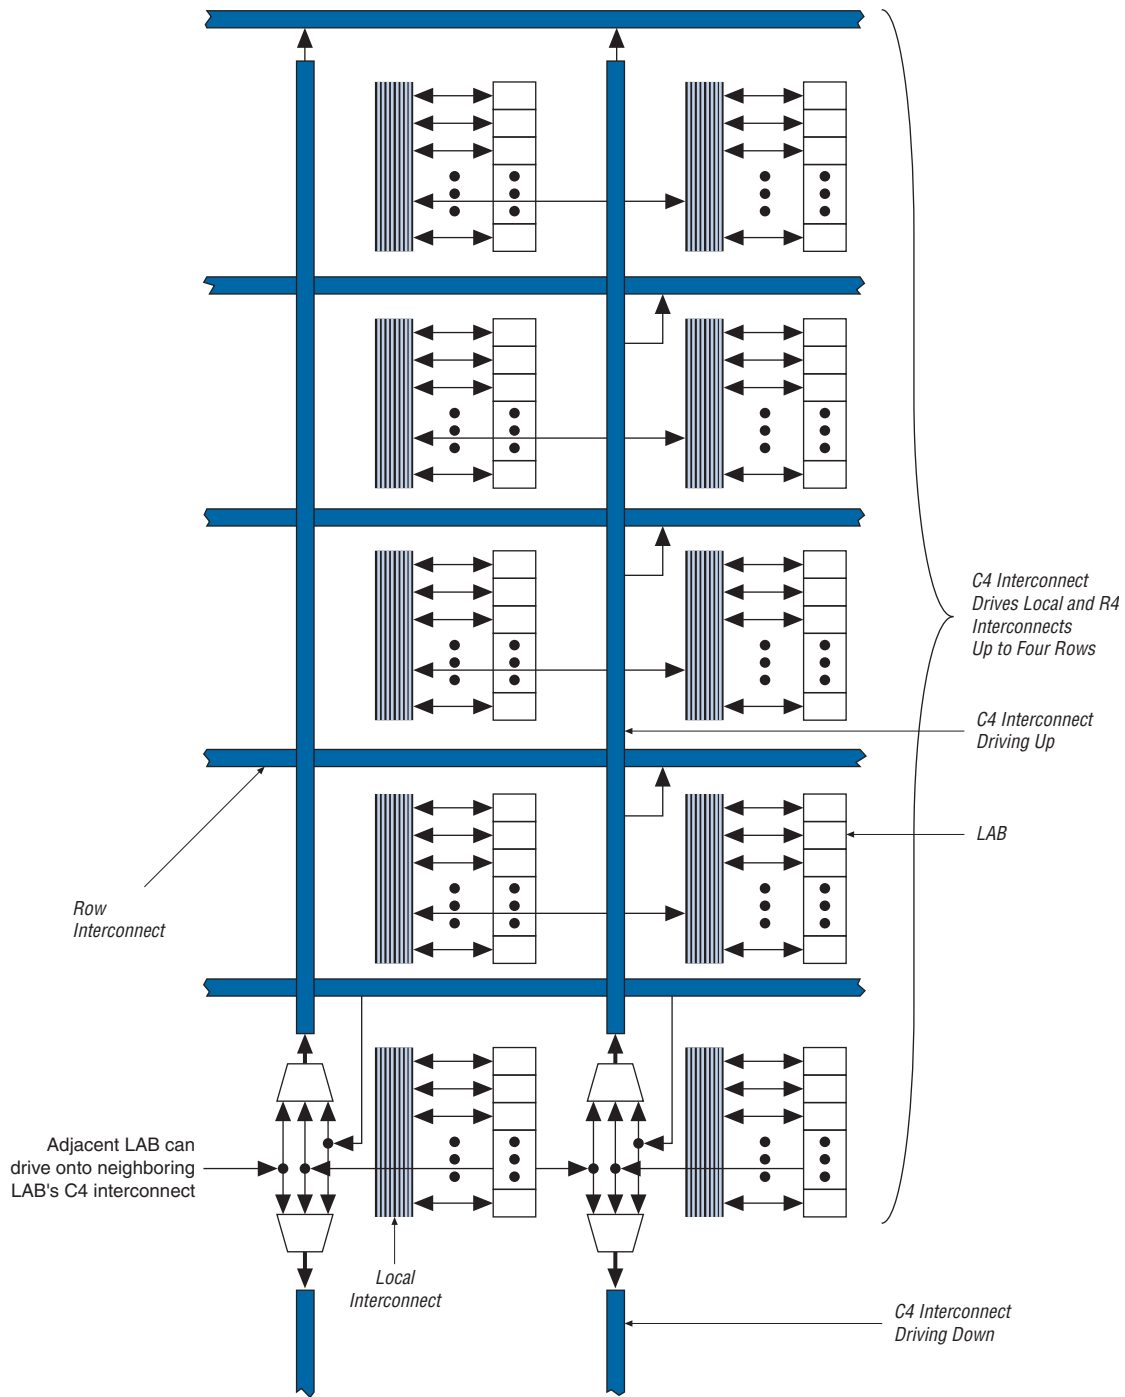 C4 Interconnect
Drives Local and R4
Interconnects
Up to Four Rows
C4 Interconnect
Driving Up
LAB
Row
Interconnect
Adjacent LAB can
drive onto neighboring
LAB's C4 interconnect
Local
Interconnect
C4 Interconnect
Driving Down